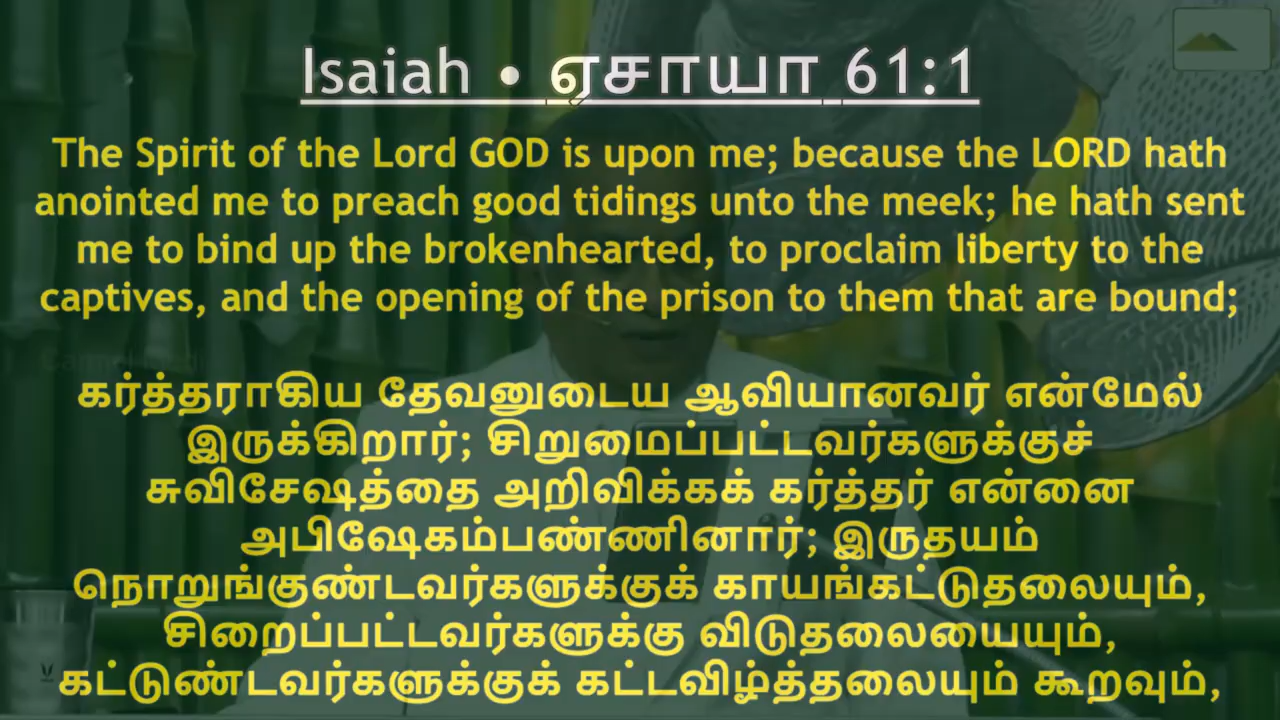 Isaiah • ஏசாயா 61:1
The Spirit of the Lord GOD is upon me; because the LORD hath
anointed me to preach good tidings unto the meek; he hath sent
me to bind up the brokenhearted, to proclaim liberty to the
captives, and the opening of the prison to them that are bound;
கர்த்தராகிய தேவனுடைய ஆவியானவர் என்மேல்
இருக்கிறார்; சிறுமைப்பட்டவர்களுக்குச்
சுவிசேஷத்தை அறிவிக்கக் கர்த்தர் என்னை
அபிஷேகம்பண்ணினார்; இருதயம்
நொறுங்குண்டவர்களுக்குக் காயங்கட்டுதலையும்,
சிறைப்பட்டவர்களுக்கு விடுதலையையும்,
கட்டுண்டவர்களுக்குக் கட்டவிழ்த்தலையும் கூறவும்,